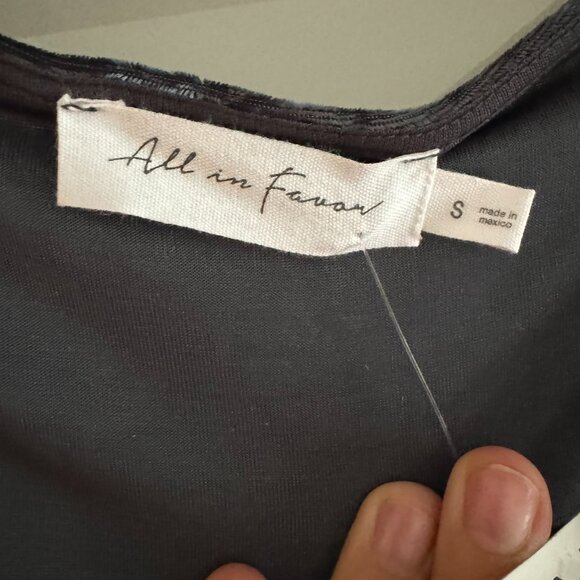 All in Favor
S
made in
mexico